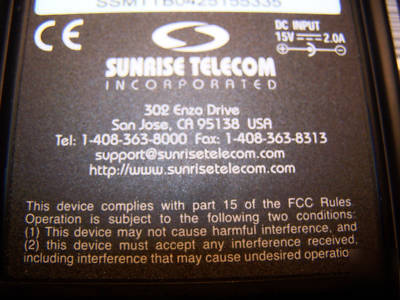 SSMTTB0425155335
CE
DC INPUT
15V 2.0A
SUNRISE TELECOM
INCORPORATED
302 Enzo Drive
San Jose, CA 95138 USA
Tel: 1-408-363-8000 Fax: 1-408-363-8313
support@sunrisetelecom.com
http://www.sunrisetelecom.com
This device complies with part 15 of the FCC Rules
Operation is subject to the following two conditions:
(1) This device may not cause harmful interference, and
(2) this device must accept any interference received,
including interference that may cause undesired operatio